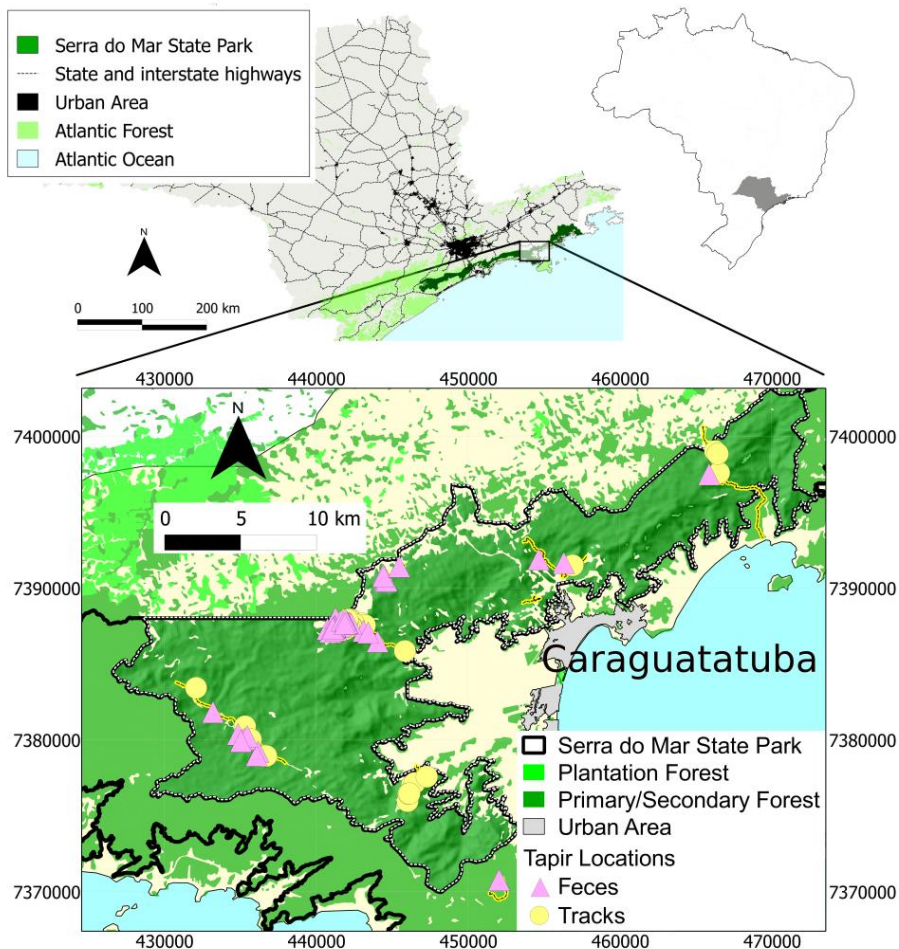 Serra do Mar State Park
State and interstate highways
Urban Area
Atlantic Forest
Atlantic Ocean
N
0 100 200 km
430000 440000 450000 460000 470000
7400000 7400000
N
0 5 10 km
7390000 7390000
Caraguatatuba
7380000 7380000
Serra do Mar State Park
Plantation Forest
Primary/Secondary Forest
Urban Area
Tapir Locations
Feces
Tracks
7370000 7370000
430000 440000 450000 460000 470000